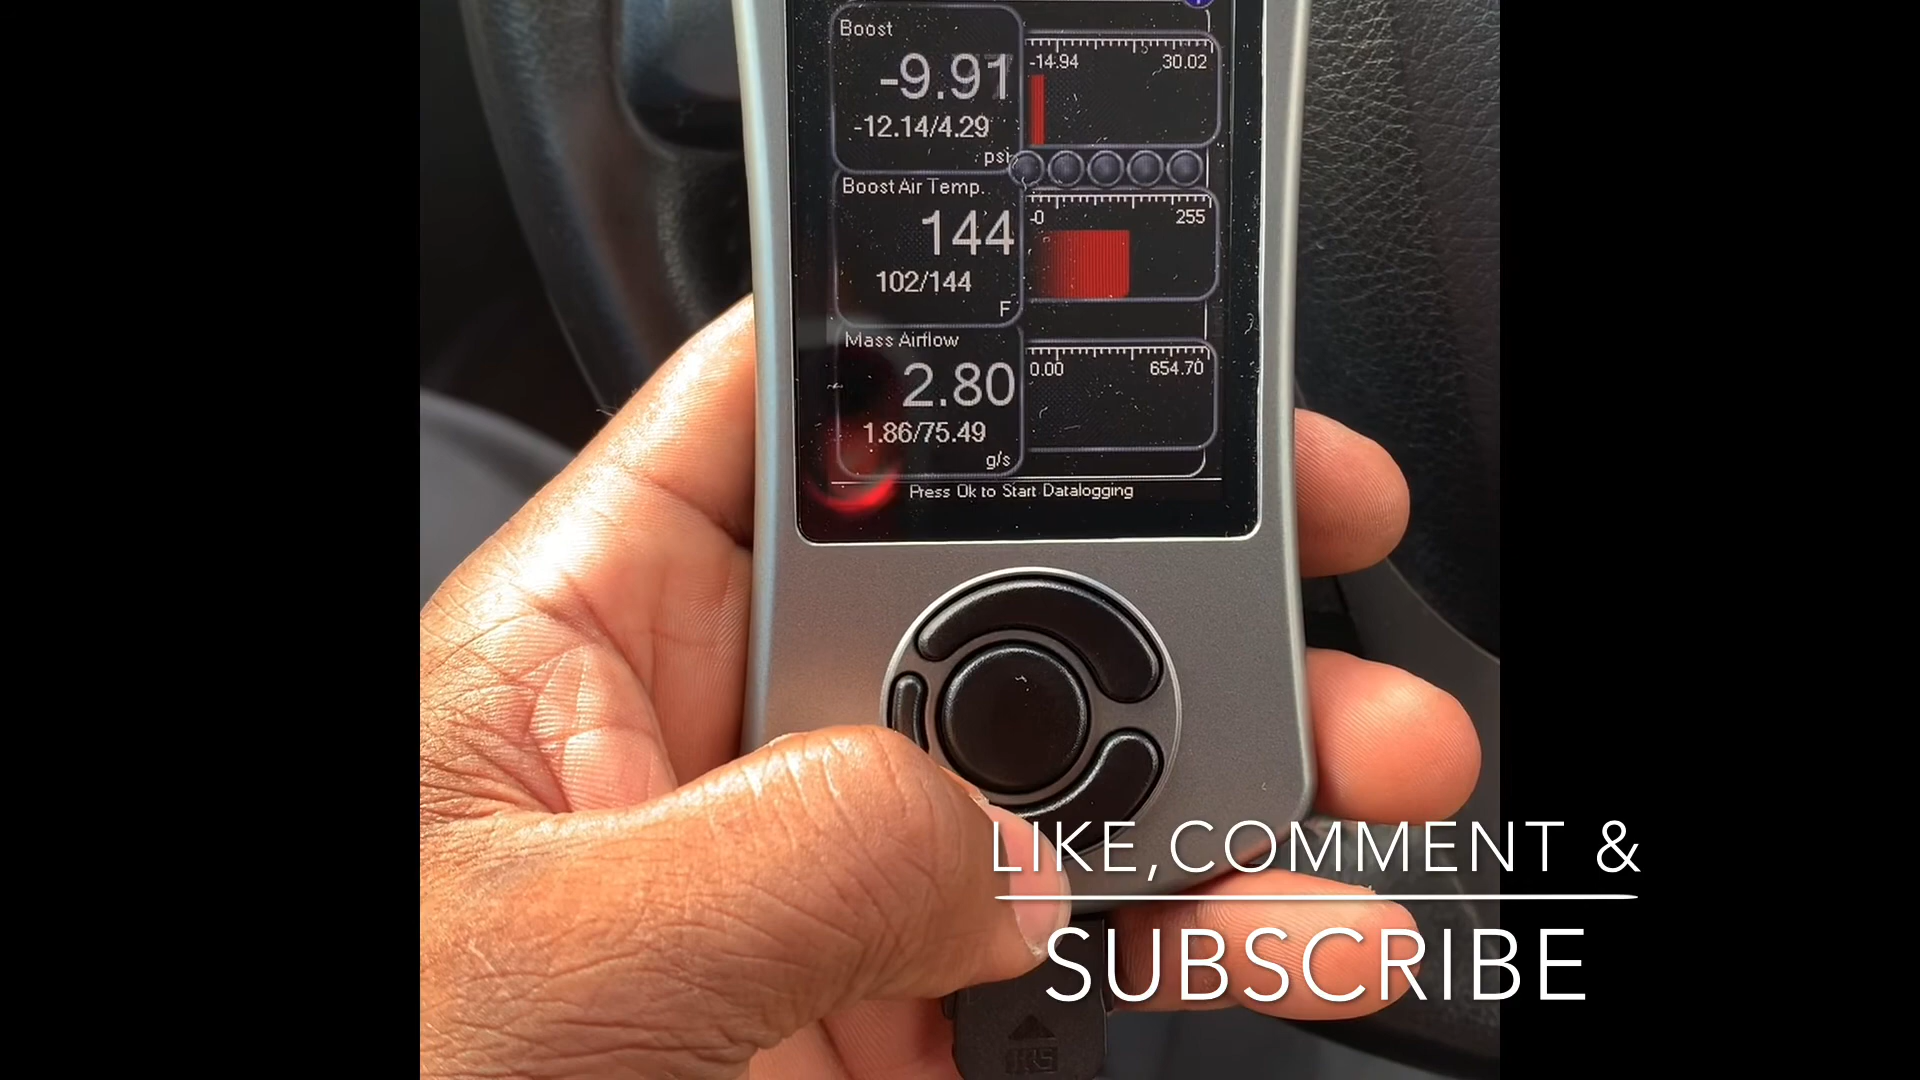 Boost
-9.91
-12.14/4.29
psi
-14.94 30.02
Boost Air Temp.
144
102/144
F
-0 255
Mass Airflow
2.80
1.86/75.49
g/s
0.00 654.70
Press Ok to Start Datalogging
LIKE,COMMENT &
SUBSCRIBE